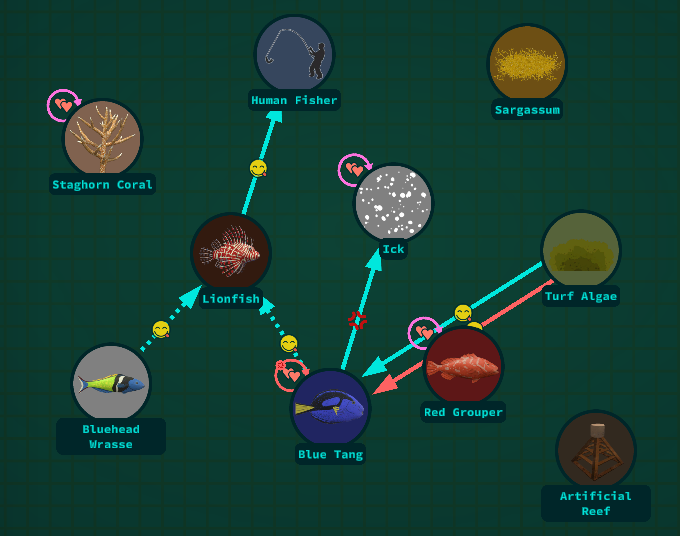 Human Fisher
Sargassum
Staghorn Coral
Ick
Lionfish
Turf Algae
Red Grouper
Bluehead
Wrasse
Blue Tang
Artificial
Reef